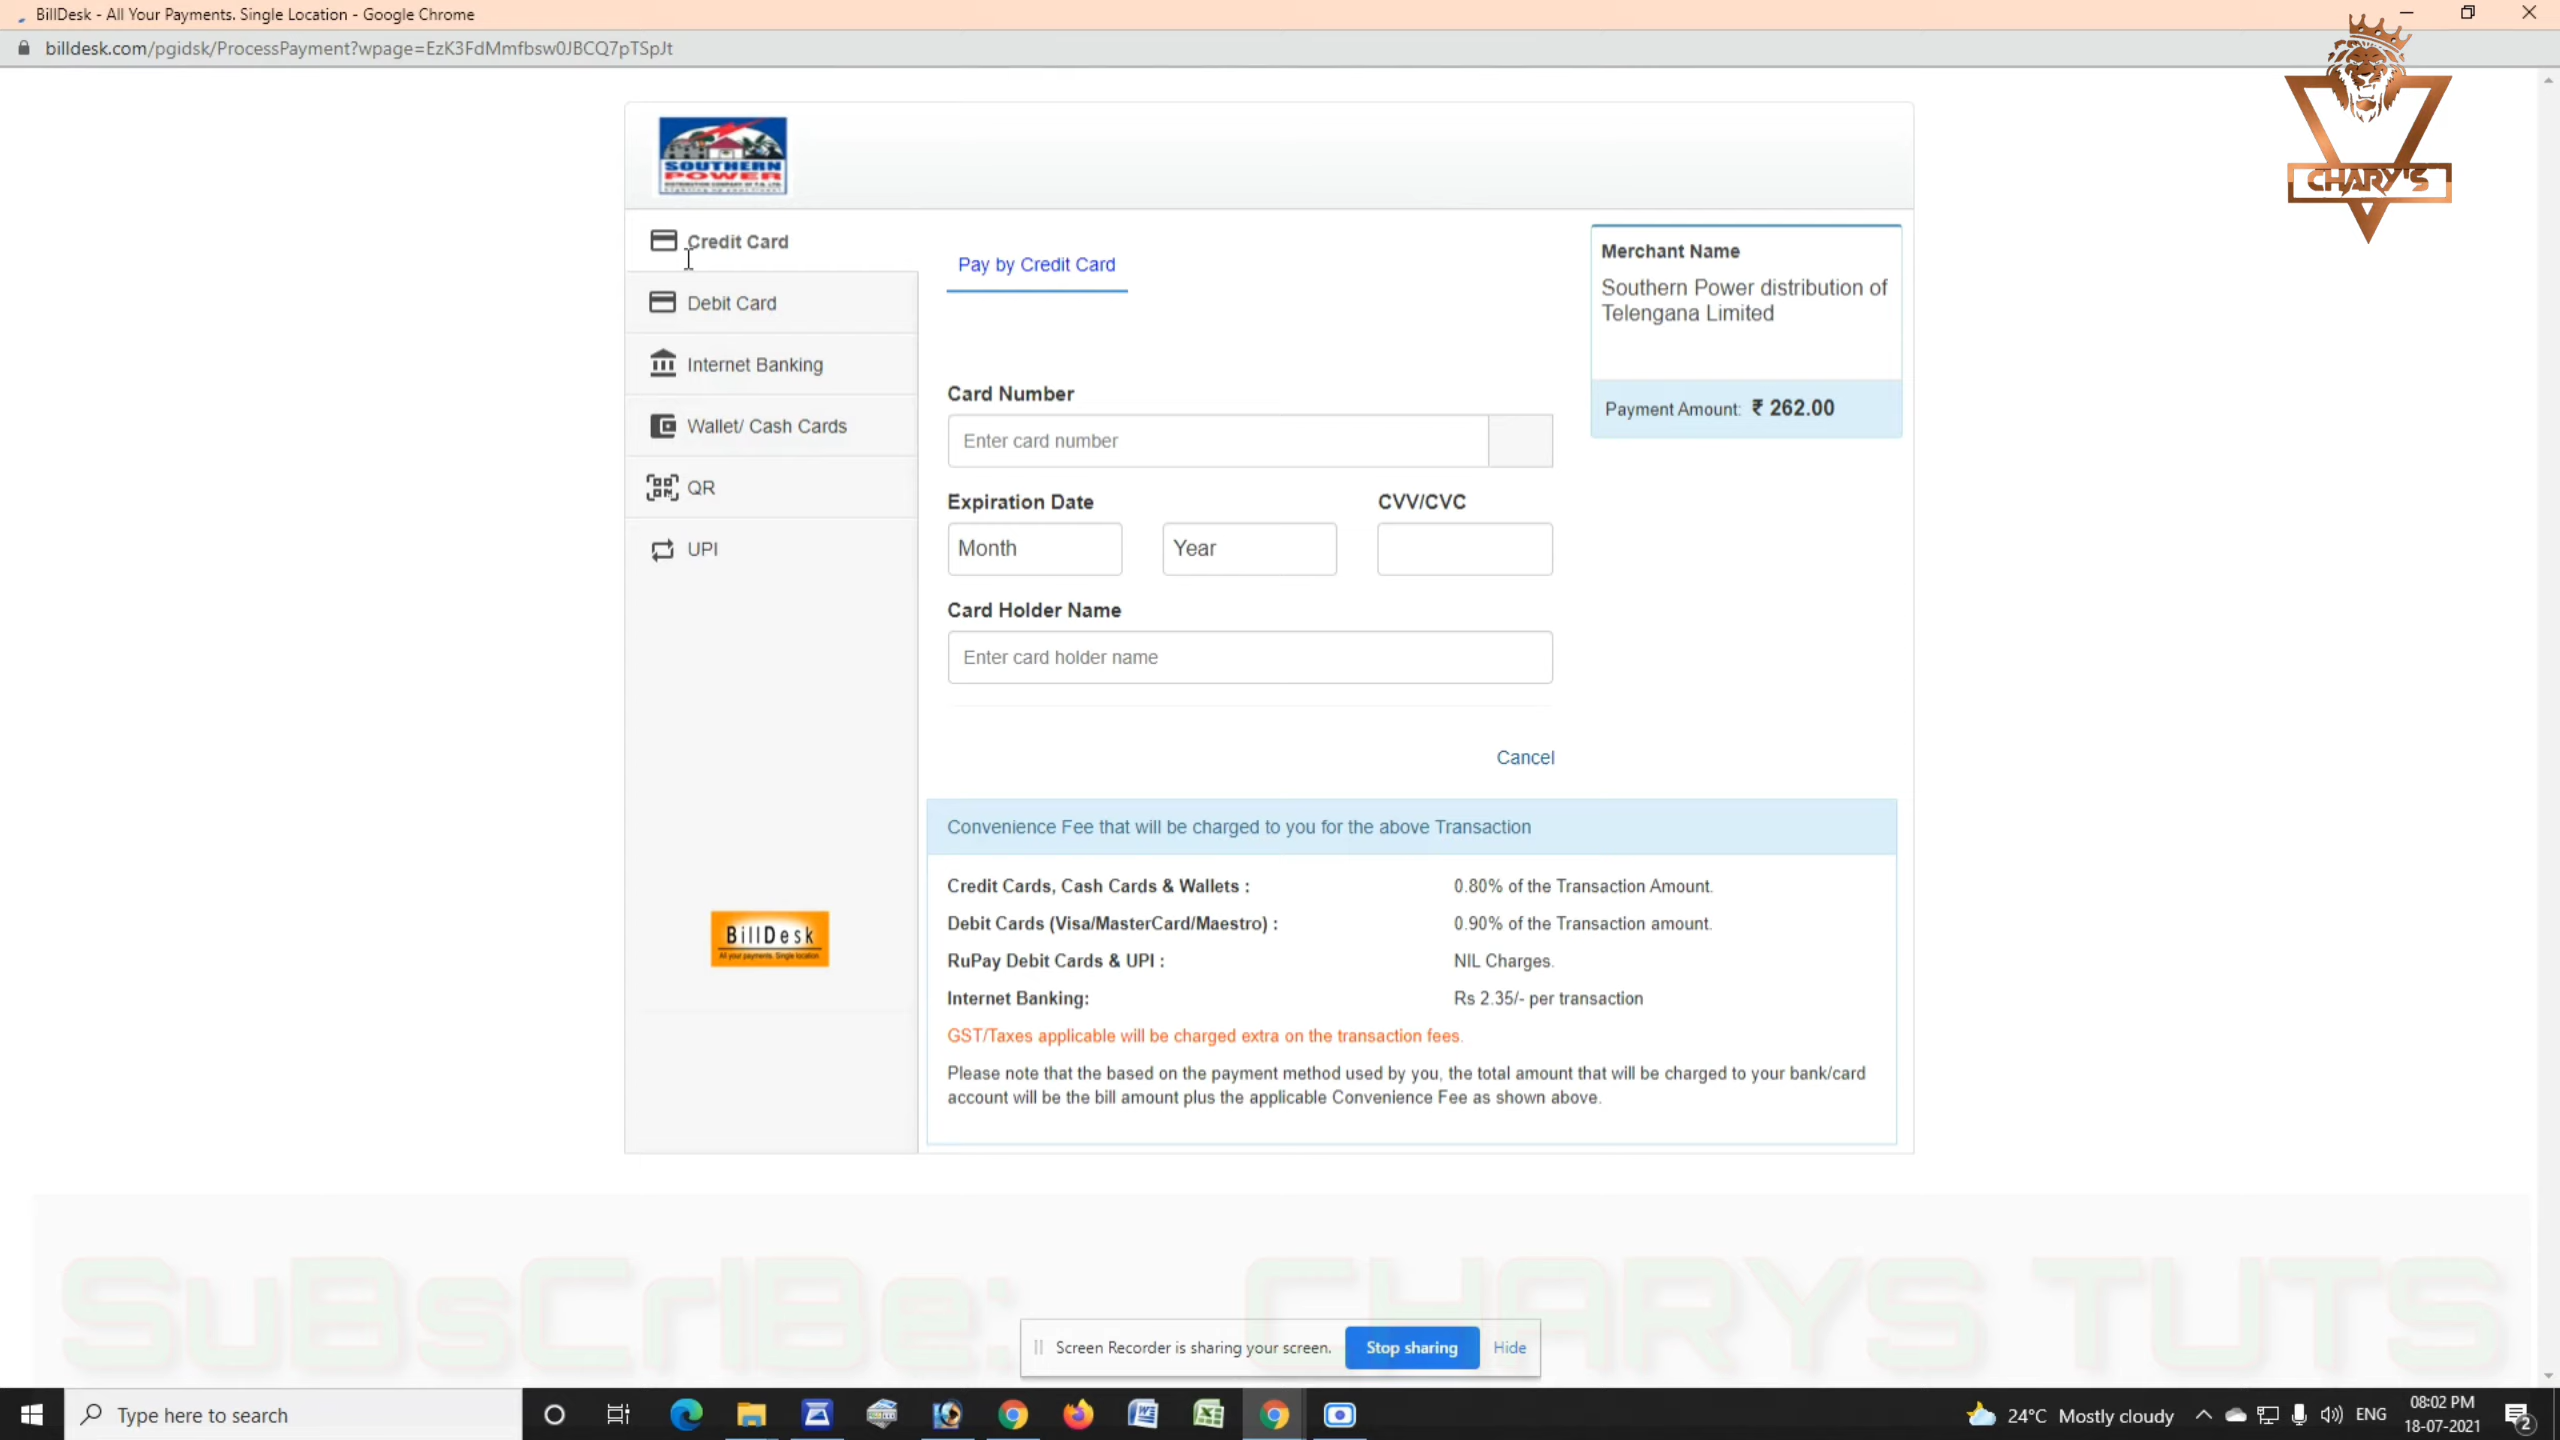 BillDesk - All Your Payments. Single Location - Google Chrome
billdesk.com/pgidsk/ProcessPayment?wpage=EzK3FdMmfbsw0JBCQ7pTSpJt
CHARY'S
SOUTHERN
POWER
Credit Card
Debit Card
Internet Banking
Wallet/ Cash Cards
QR
UPI
BillDesk
All your payments. Single location.
Pay by Credit Card
Card Number
Enter card number
Expiration Date
CVV/CVC
Month
Year
Card Holder Name
Enter card holder name
Cancel
Merchant Name
Southern Power distribution of
Telengana Limited
Payment Amount: ₹ 262.00
Convenience Fee that will be charged to you for the above Transaction
Credit Cards, Cash Cards & Wallets : 0.80% of the Transaction Amount.
Debit Cards (Visa/MasterCard/Maestro) : 0.90% of the Transaction amount.
RuPay Debit Cards & UPI : NIL Charges.
Internet Banking: Rs 2.35/- per transaction
GST/Taxes applicable will be charged extra on the transaction fees.
Please note that the based on the payment method used by you, the total amount that will be charged to your bank/card
account will be the bill amount plus the applicable Convenience Fee as shown above.
SuBsCrIBe: CHARYS TUTS
Screen Recorder is sharing your screen. Stop sharing Hide
Type here to search
24°C Mostly cloudy
ENG
08:02 PM
18-07-2021
2